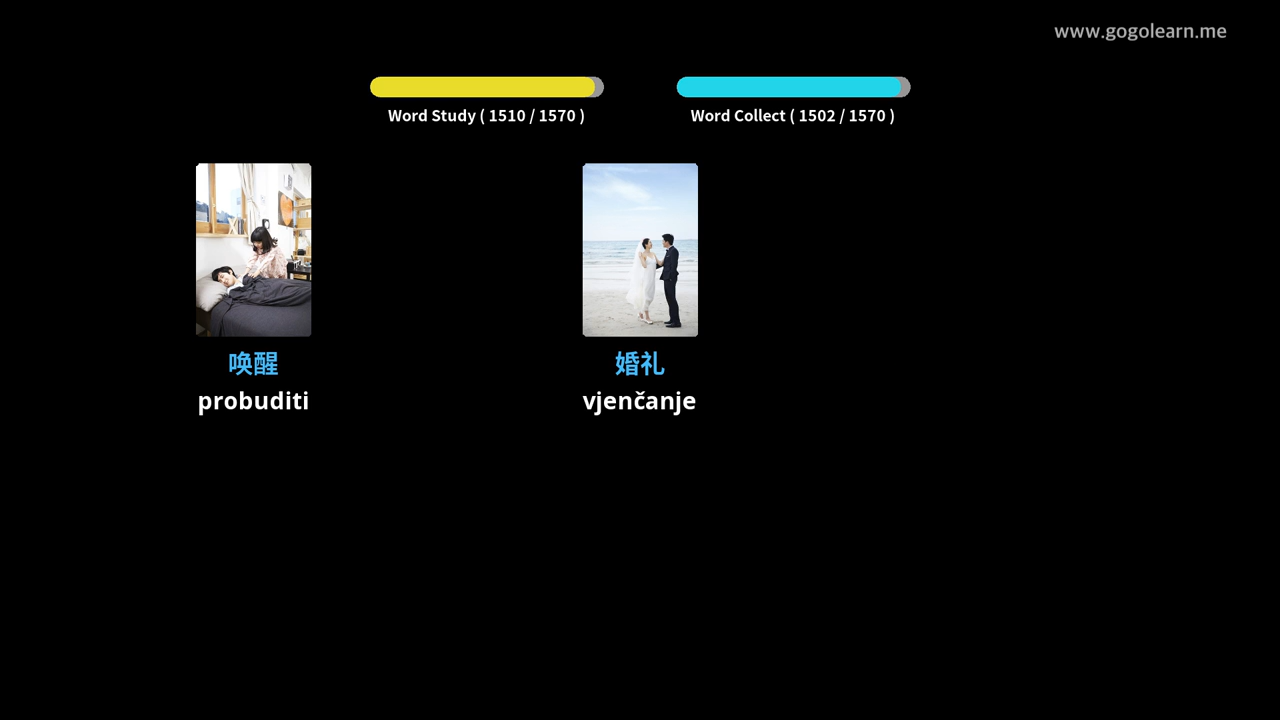 www.gogolearn.me
Word Study ( 1510 / 1570 )
Word Collect ( 1502 / 1570 )
唤醒
probuditi
婚礼
vjenčanje